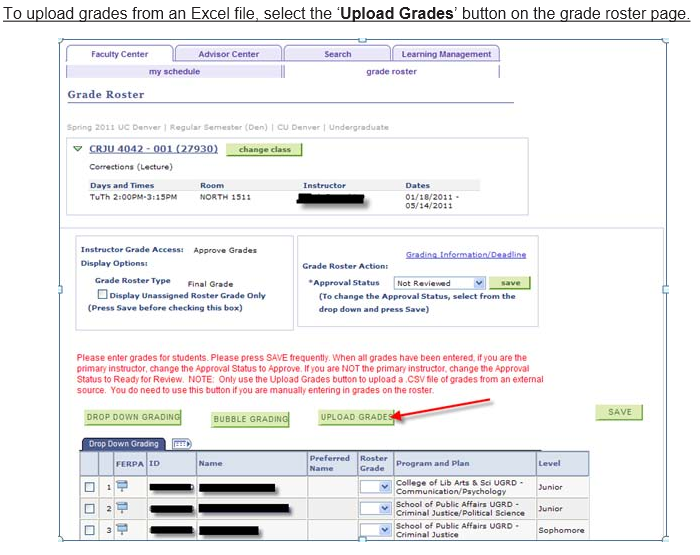 To upload grades from an Excel file, select the ‘Upload Grades’ button on the grade roster page.
Faculty Center Advisor Center Search Learning Management
my schedule grade roster
Grade Roster
Spring 2011 UC Denver | Regular Semester (Den) | CU Denver | Undergraduate
CRJU 4042 - 001 (27930) change class
Corrections (Lecture)
Days and Times Room Instructor Dates
TuTh 2:00PM-3:15PM NORTH 1511 01/18/2011 -
05/14/2011
Instructor Grade Access: Approve Grades
Display Options:
Grade Roster Type Final Grade
Display Unassigned Roster Grade Only
(Press Save before checking this box)
Grading Information/Deadline
Grade Roster Action:
*Approval Status Not Reviewed save
(To change the Approval Status, select from the
drop down and press Save)
Please enter grades for students. Please press SAVE frequently. When all grades have been entered, if you are the
primary instructor, change the Approval Status to Approve. If you are NOT the primary instructor, change the Approval
Status to Ready for Review. NOTE: Only use the Upload Grades button to upload a .CSV file of grades from an external
source. You do need to use this button if you are manually entering in grades on the roster.
DROP DOWN GRADING BUBBLE GRADING UPLOAD GRADES SAVE
Drop Down Grading
FERPA ID Name Preferred Name Roster Grade Program and Plan Level
1 College of Lib Arts & Sci UGRD -
Communication/Psychology Junior
2 School of Public Affairs UGRD -
Criminal Justice/Political Science Junior
3 School of Public Affairs UGRD -
Criminal Justice Sophomore